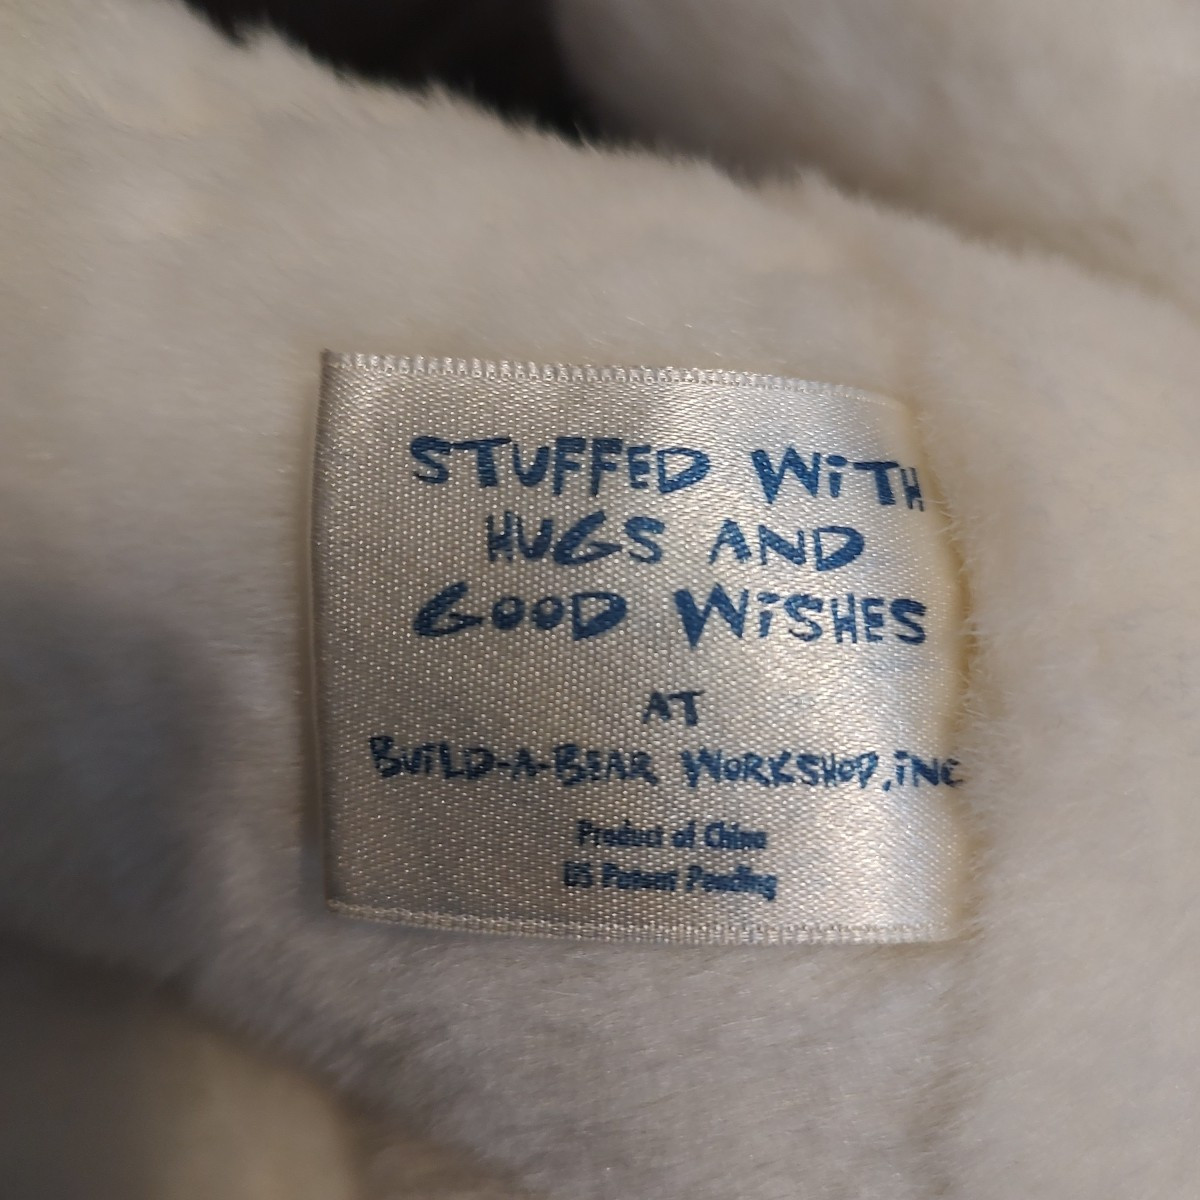 STUFFED WiTH
HUGS AND
GOOD WiSHES
AT
BUiLD-A-BEAR WORKSHOP, iNC
Product of China
US Patent Pending